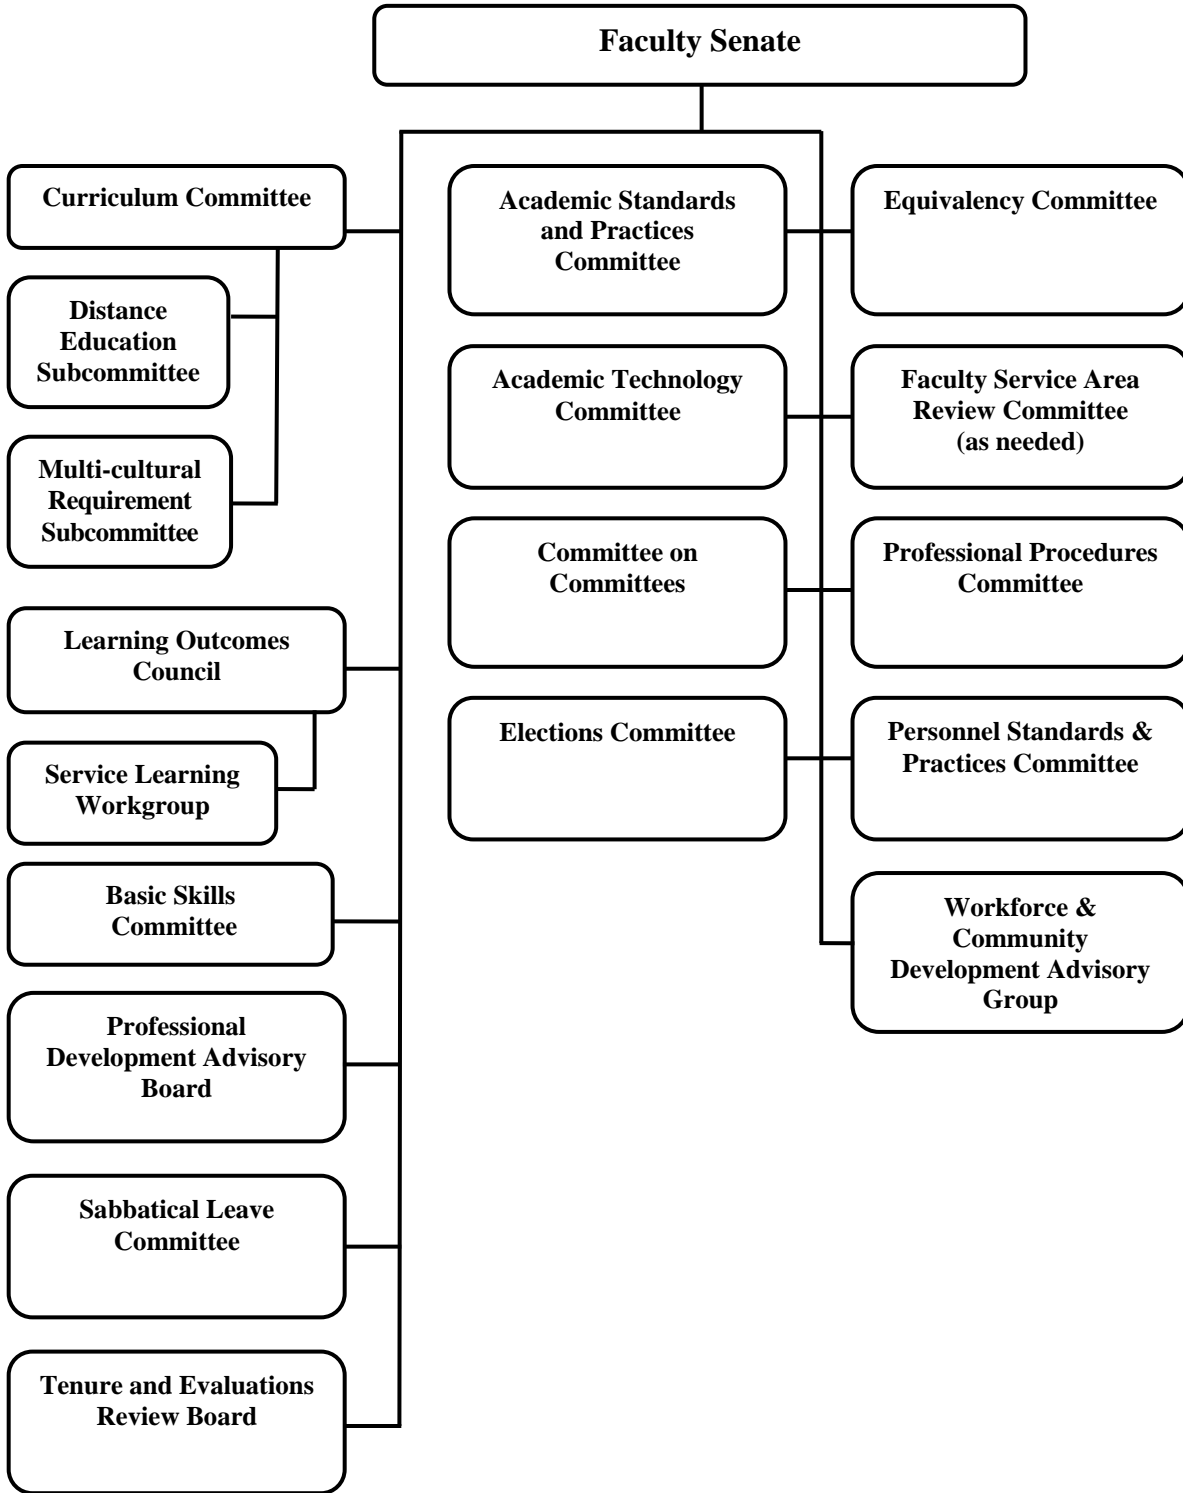 Faculty Senate
Curriculum Committee
Distance
Education
Subcommittee
Multi-cultural
Requirement
Subcommittee
Learning Outcomes
Council
Service Learning
Workgroup
Basic Skills
Committee
Professional
Development Advisory
Board
Sabbatical Leave
Committee
Tenure and Evaluations
Review Board
Academic Standards
and Practices
Committee
Academic Technology
Committee
Committee on
Committees
Elections Committee
Equivalency Committee
Faculty Service Area
Review Committee
(as needed)
Professional Procedures
Committee
Personnel Standards &
Practices Committee
Workforce &
Community
Development Advisory
Group